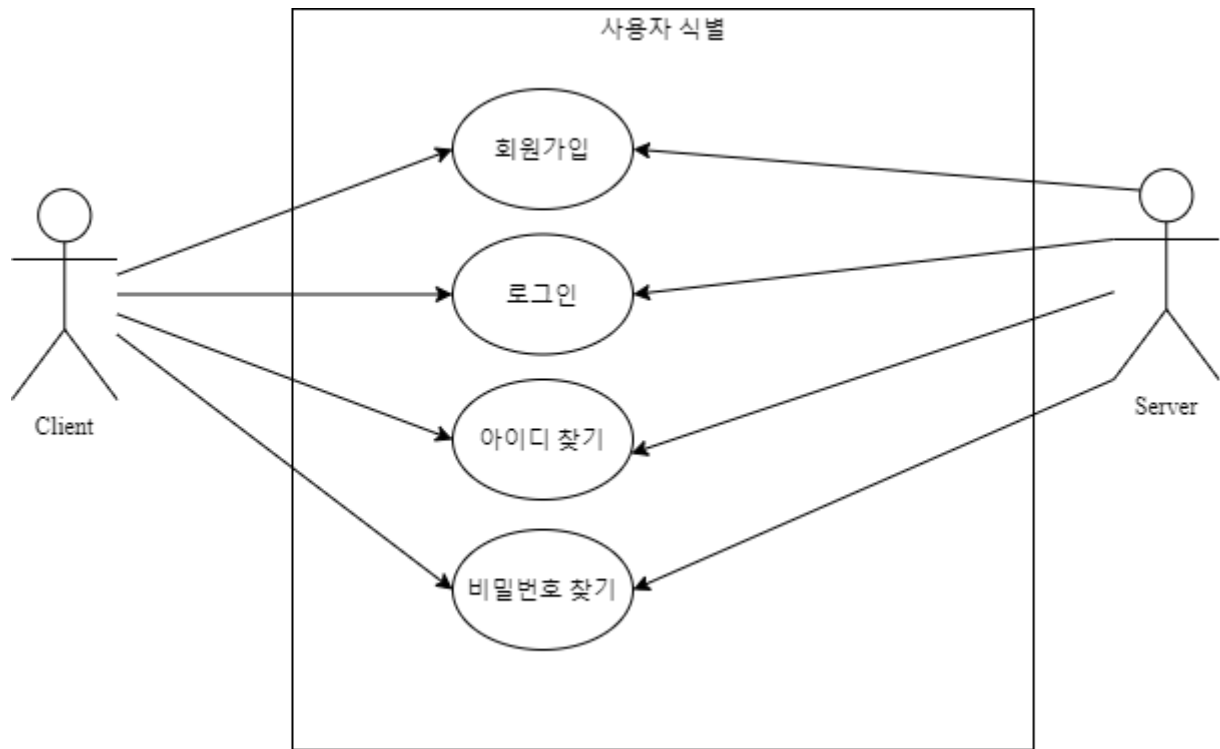 사용자 식별
회원가입
로그인
아이디 찾기
비밀번호 찾기
Client
Server